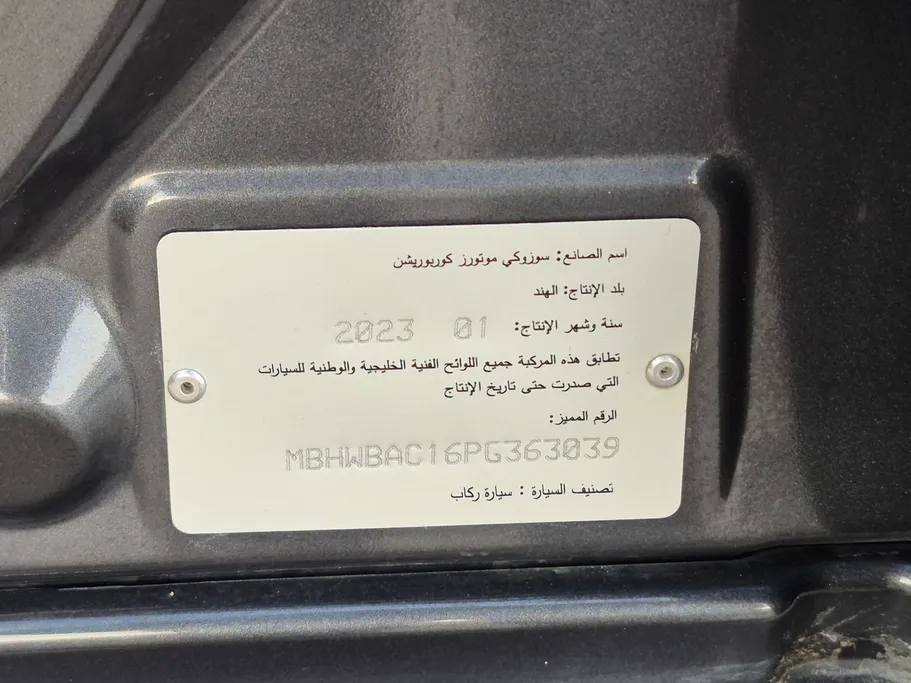 اسم الصانع: سوزوكي موتورز كوربوريشن
بلد الإنتاج: الهند
سنة وشهر الإنتاج: 01 2023
تطابق هذه المركبة جميع اللوائح الفنية الخليجية والوطنية للسيارات
التي صدرت حتى تاريخ الإنتاج
الرقم المميز:
MBHWBAC16PG363039
تصنيف السيارة : سيارة ركاب